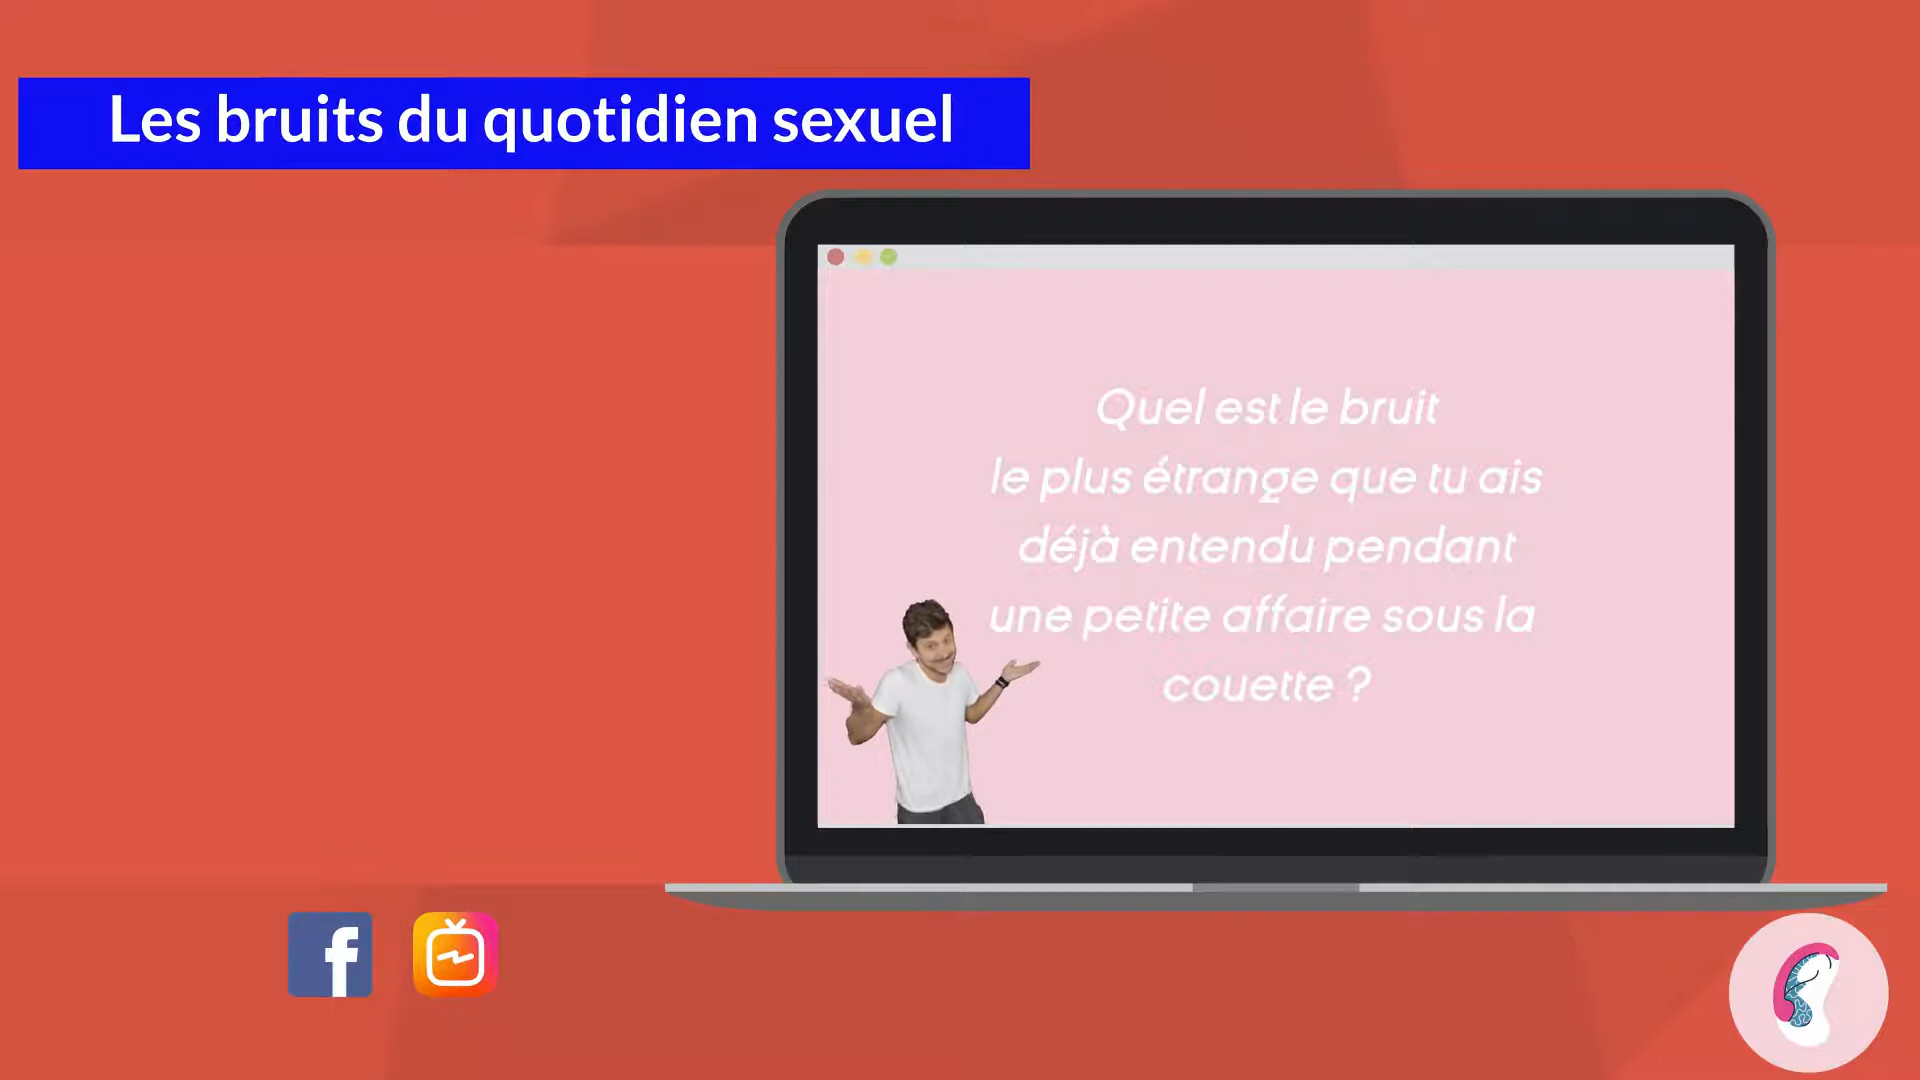 Les bruits du quotidien sexuel
Quel est le bruit
le plus étrange que tu ais
déjà entendu pendant
une petite affaire sous la
couette ?